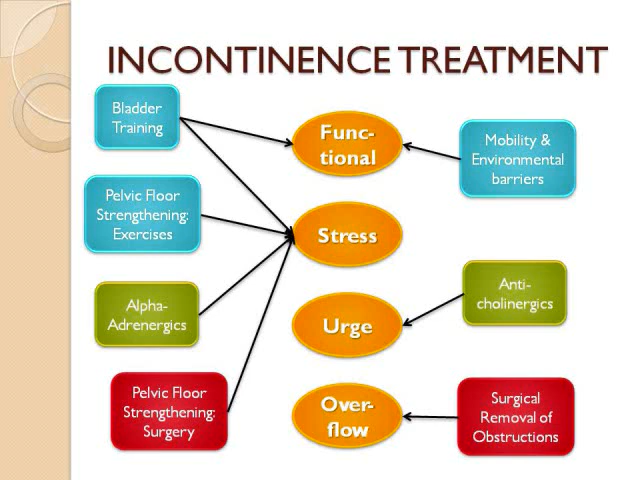 INCONTINENCE TREATMENT
Bladder
Training
Func-
tional
Mobility &
Environmental
barriers
Pelvic Floor
Strengthening:
Exercises
Stress
Alpha-
Adrenergics
Urge
Anti-
cholinergics
Pelvic Floor
Strengthening:
Surgery
Over-
flow
Surgical
Removal of
Obstructions